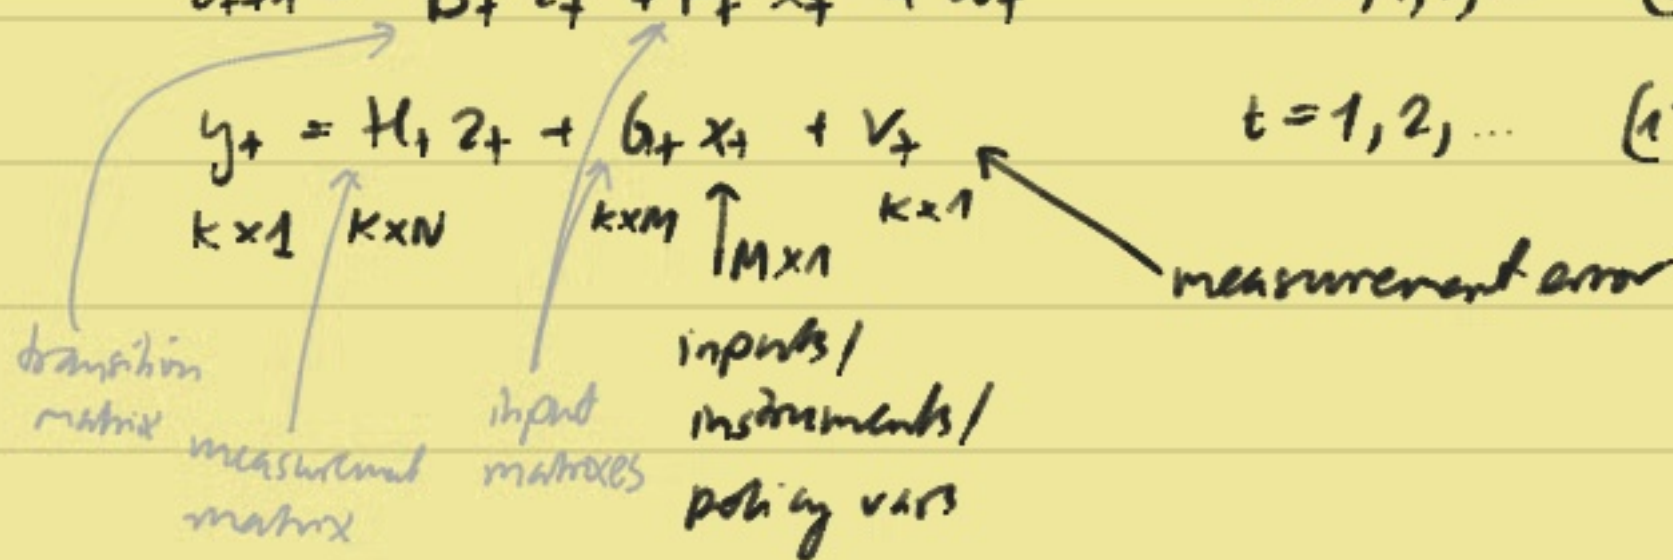 y_t = H_t z_t + G_t x_t + v_t t = 1, 2, ...
K×1 K×N K×M M×1 K×1
measurement error
transition
matrix
measurement
matrix
input
matrixes
inputs/
instruments/
policy vars